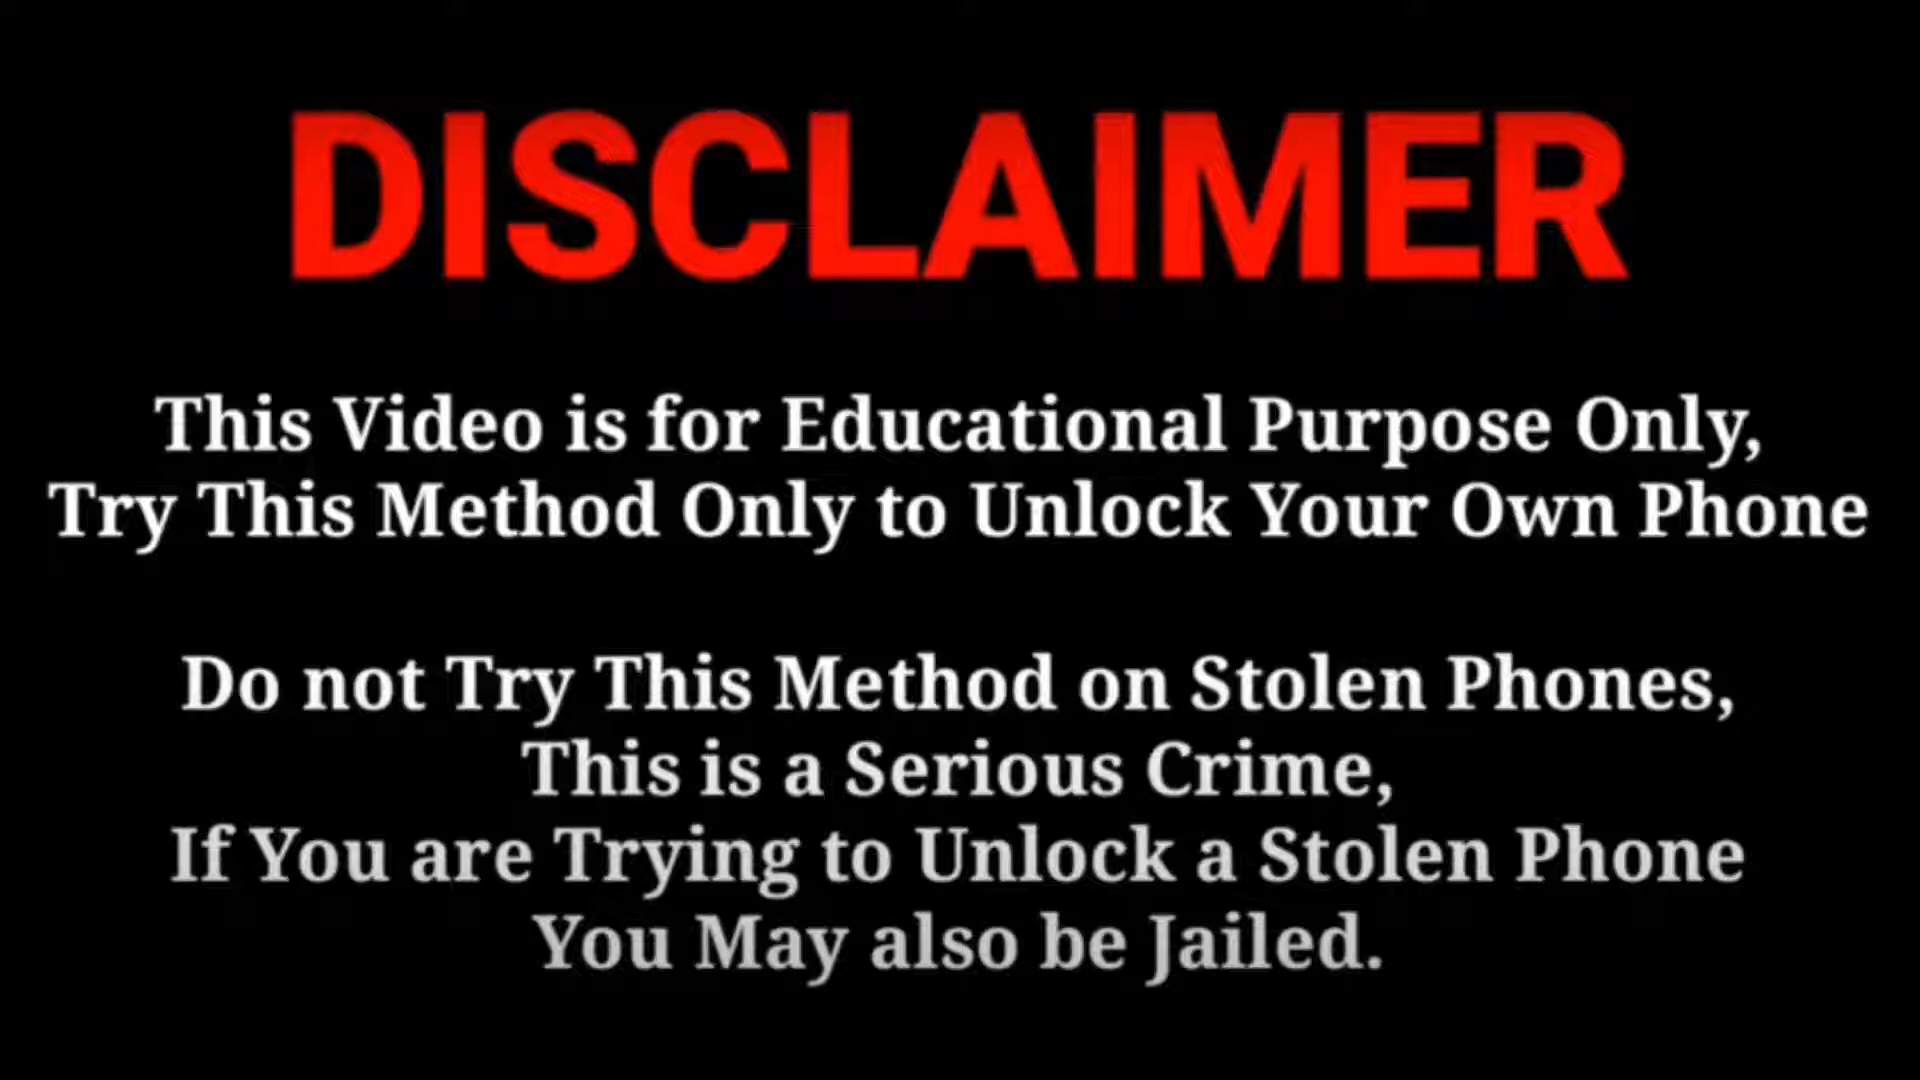 DISCLAIMER
This Video is for Educational Purpose Only,
Try This Method Only to Unlock Your Own Phone
Do not Try This Method on Stolen Phones,
This is a Serious Crime,
If You are Trying to Unlock a Stolen Phone
You May also be Jailed.